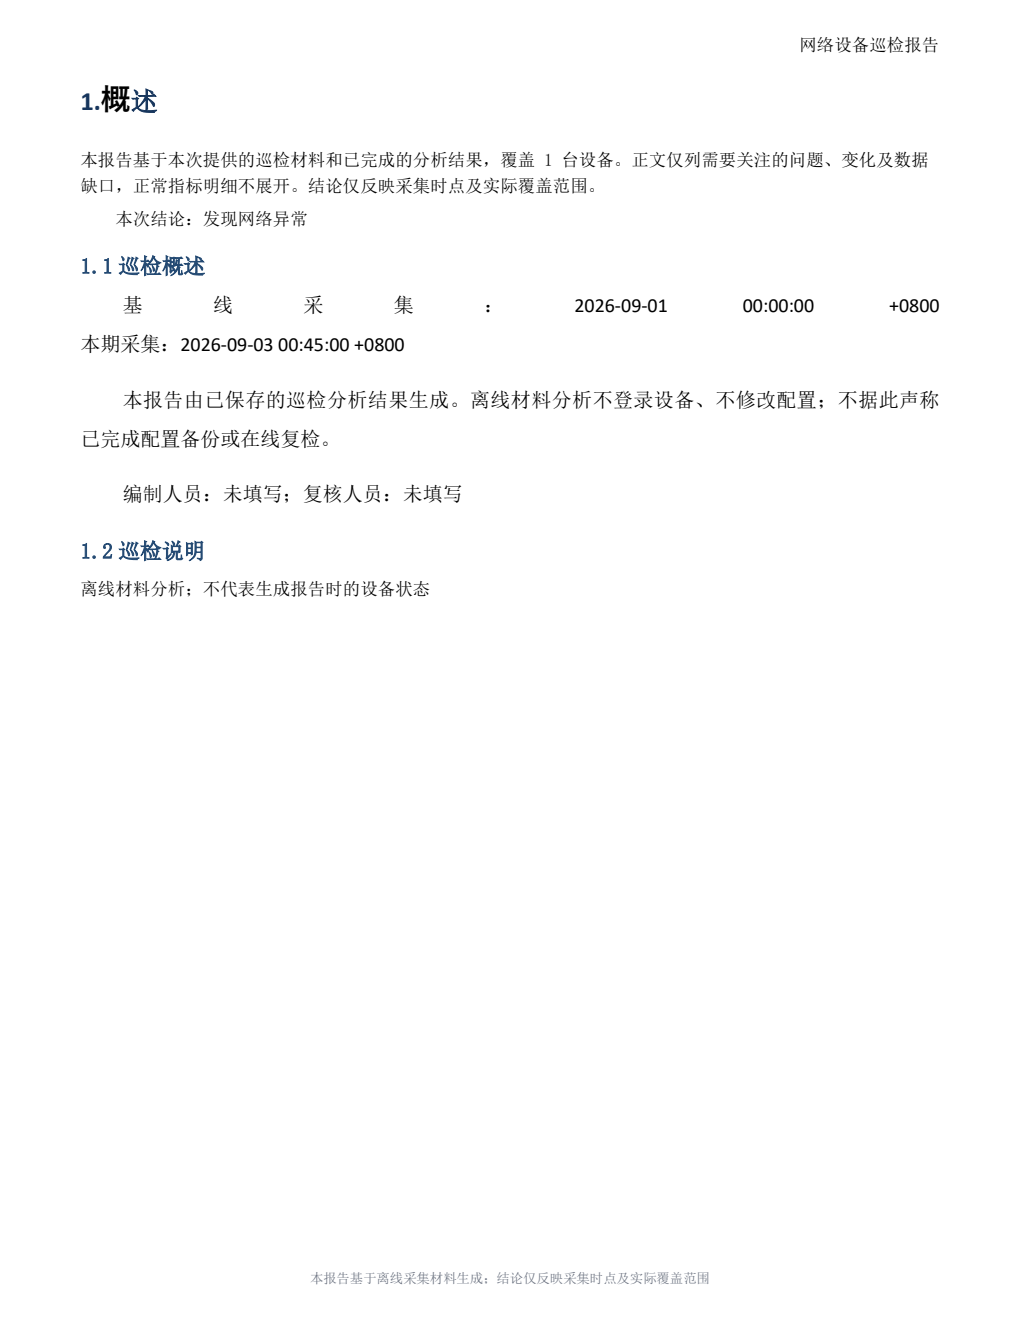 网络设备巡检报告
1.概述
本报告基于本次提供的巡检材料和已完成的分析结果，覆盖 1 台设备。正文仅列需要关注的问题、变化及数据
缺口，正常指标明细不展开。结论仅反映采集时点及实际覆盖范围。
本次结论：发现网络异常
1.1 巡检概述
基线采集：2026-09-01 00:00:00 +0800
本期采集：2026-09-03 00:45:00 +0800
本报告由已保存的巡检分析结果生成。离线材料分析不登录设备、不修改配置；不据此声称
已完成配置备份或在线复检。
编制人员：未填写；复核人员：未填写
1.2 巡检说明
离线材料分析；不代表生成报告时的设备状态
本报告基于离线采集材料生成；结论仅反映采集时点及实际覆盖范围